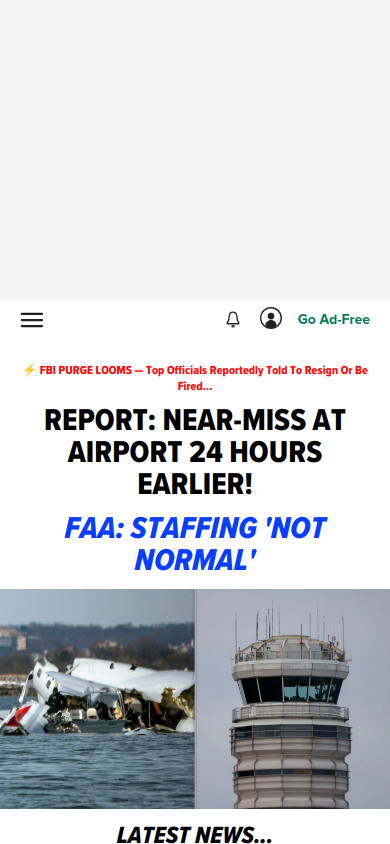 Go Ad-Free
⚡ FBI PURGE LOOMS — Top Officials Reportedly Told To Resign Or Be
Fired...
REPORT: NEAR-MISS AT
AIRPORT 24 HOURS
EARLIER!
FAA: STAFFING 'NOT
NORMAL'
LATEST NEWS...